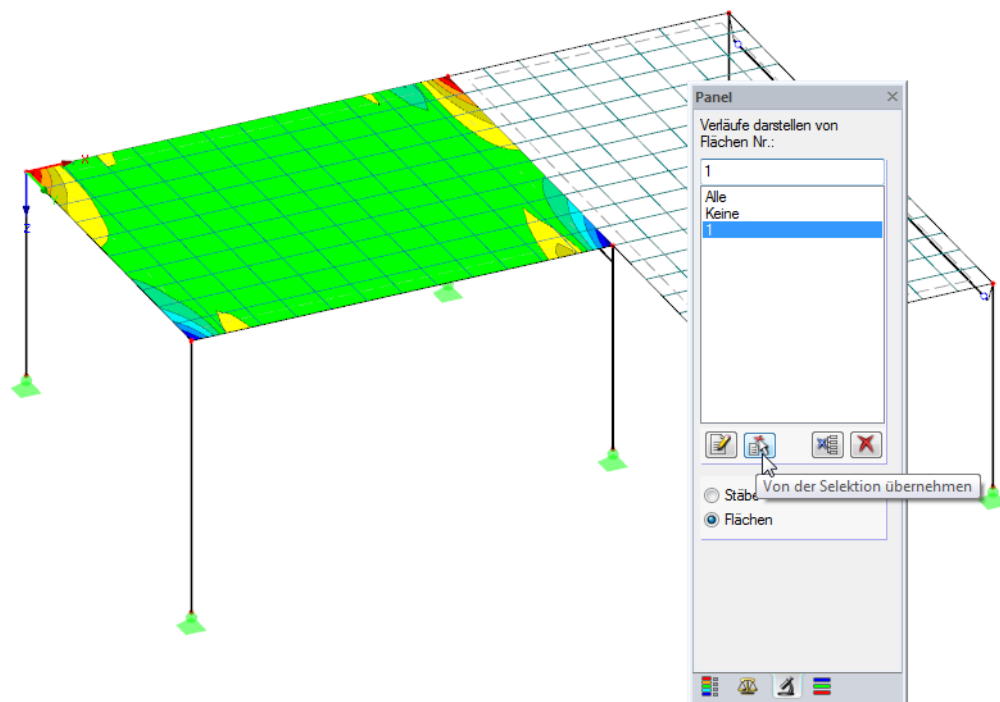 Panel
Verläufe darstellen von
Flächen Nr.:
1
Alle
Keine
1
Von der Selektion übernehmen
Stäbe
Flächen
X
Z